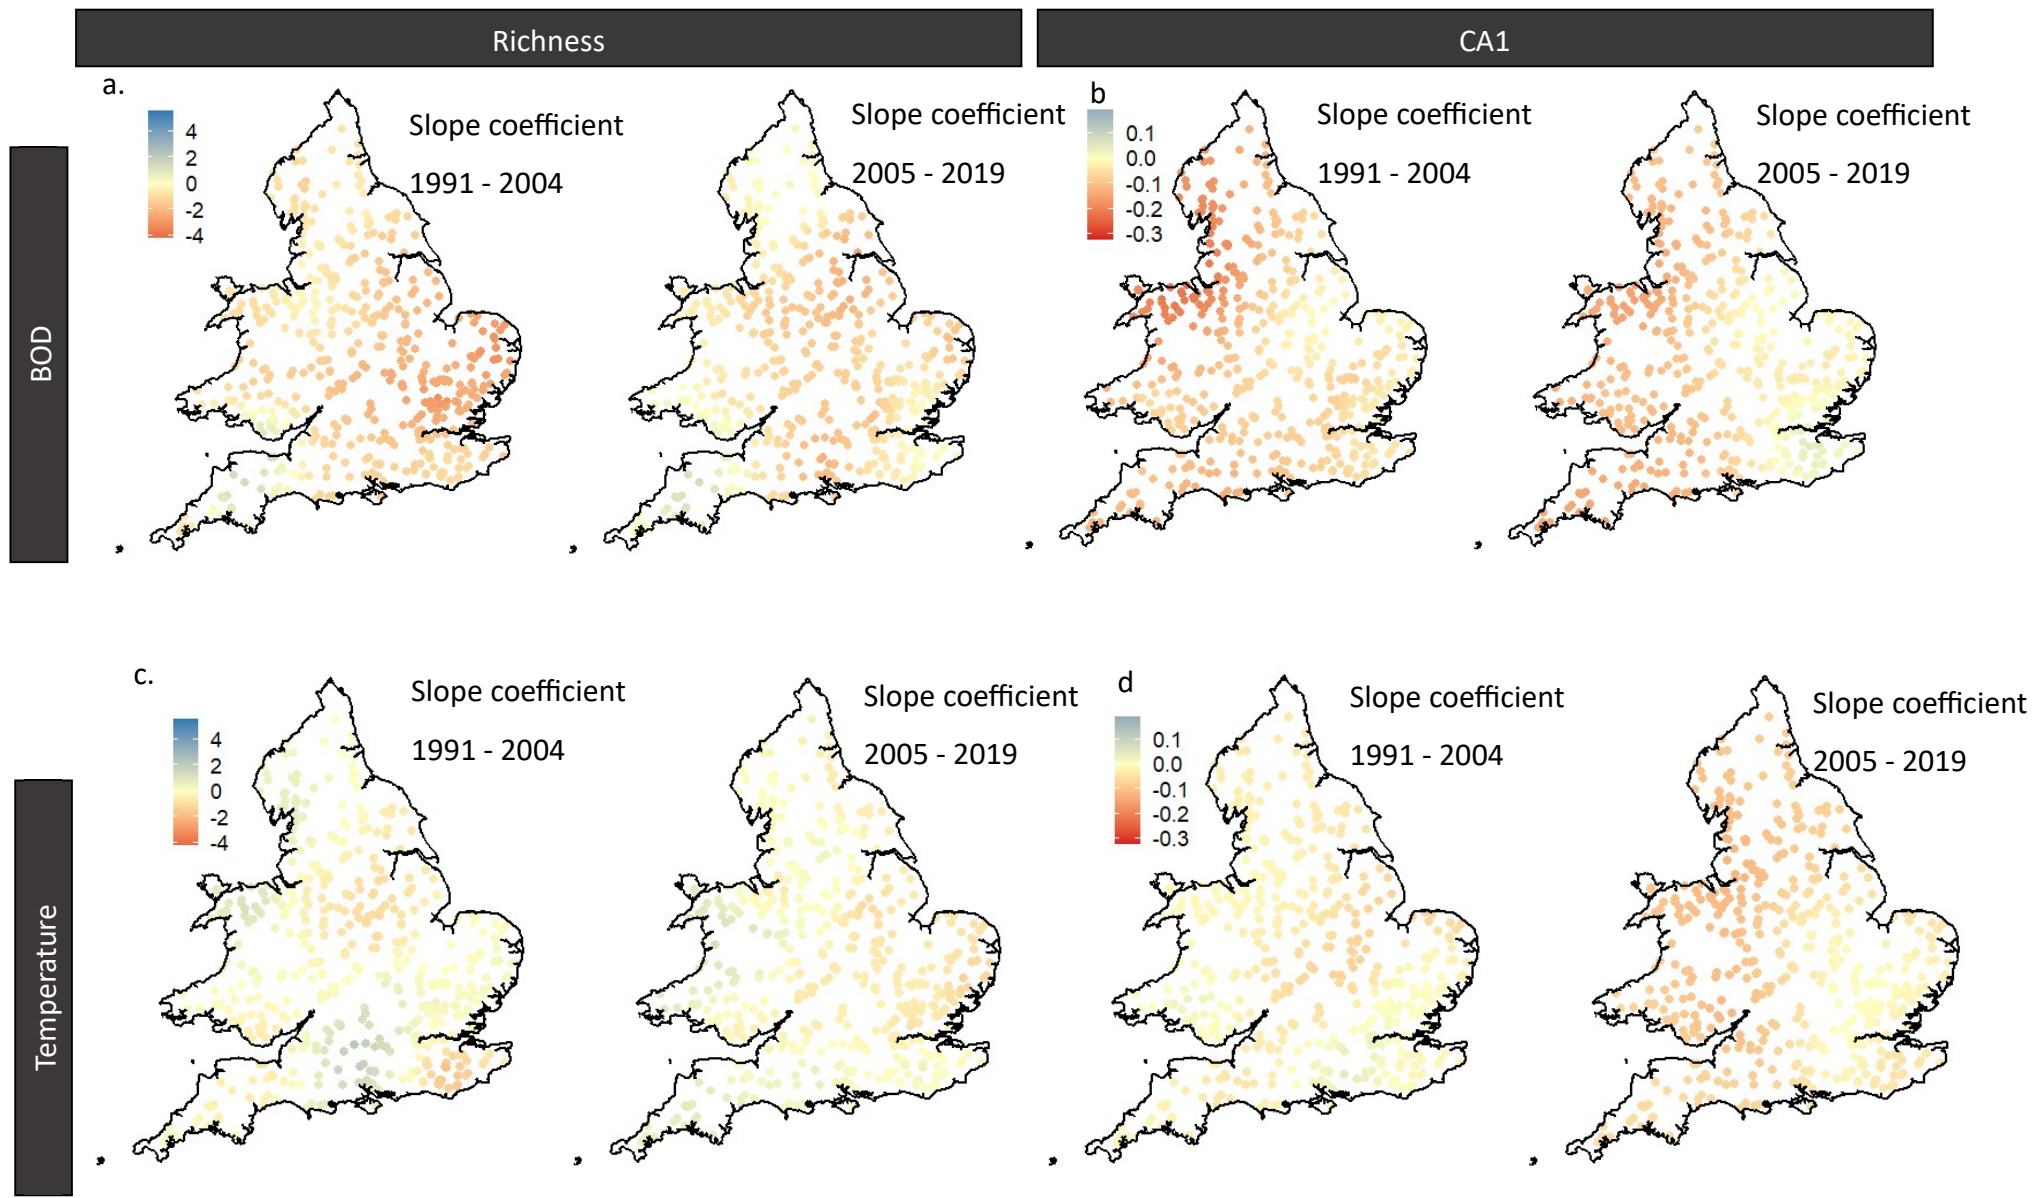 Richness
CA1
BOD
a.
4
2
0
-2
-4
Slope coefficient
1991 - 2004
Slope coefficient
2005 - 2019
b
0.1
0.0
-0.1
-0.2
-0.3
Slope coefficient
1991 - 2004
Slope coefficient
2005 - 2019
Temperature
c.
4
2
0
-2
-4
Slope coefficient
1991 - 2004
Slope coefficient
2005 - 2019
d
0.1
0.0
-0.1
-0.2
-0.3
Slope coefficient
1991 - 2004
Slope coefficient
2005 - 2019